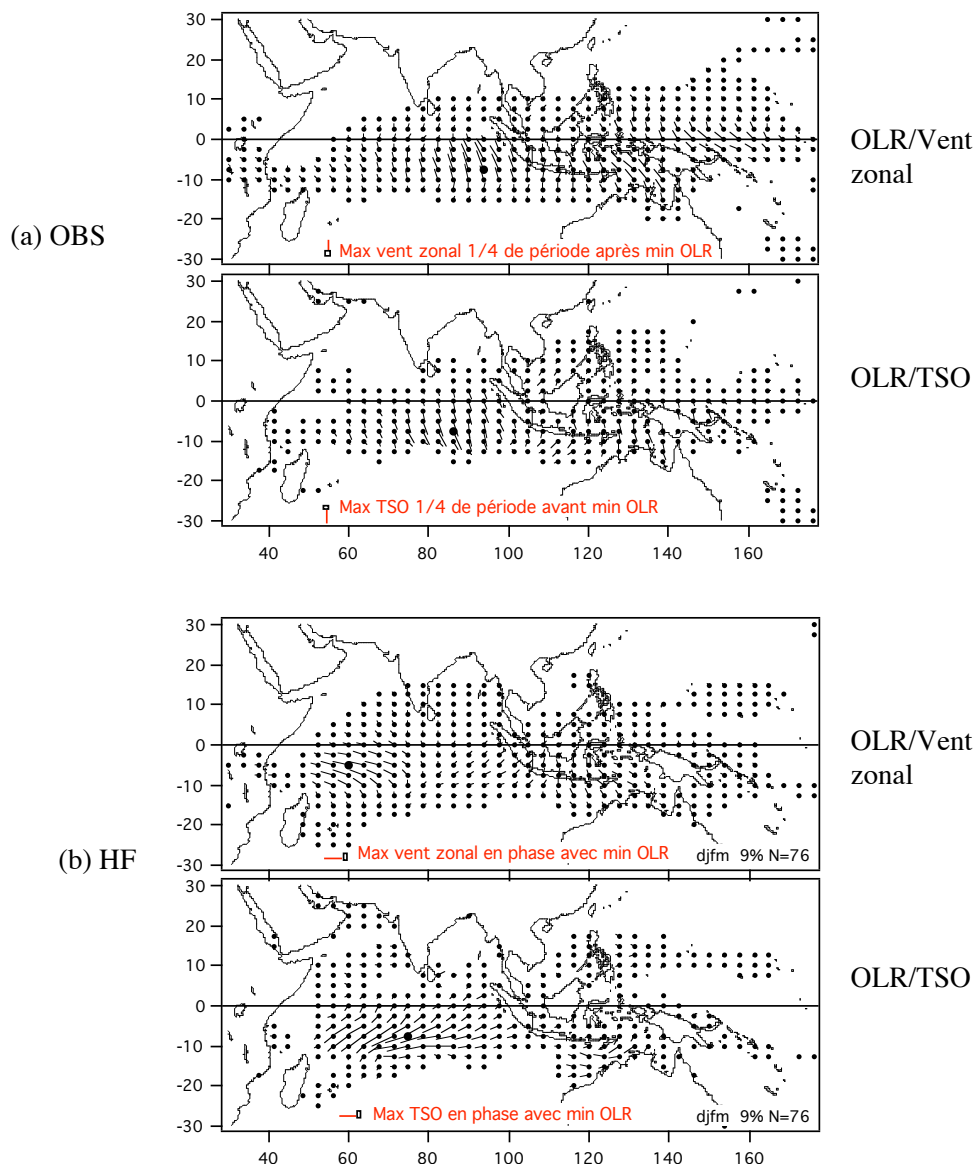 30
20
10
0
-10
-20
-30
Max vent zonal 1/4 de période après min OLR
OLR/Vent
zonal
(a) OBS
30
20
10
0
-10
-20
-30
Max TSO 1/4 de période avant min OLR
OLR/TSO
40 60 80 100 120 140 160
30
20
10
0
-10
-20
-30
Max vent zonal en phase avec min OLR
djfm 9% N=76
OLR/Vent
zonal
(b) HF
30
20
10
0
-10
-20
-30
Max TSO en phase avec min OLR
djfm 9% N=76
OLR/TSO
40 60 80 100 120 140 160